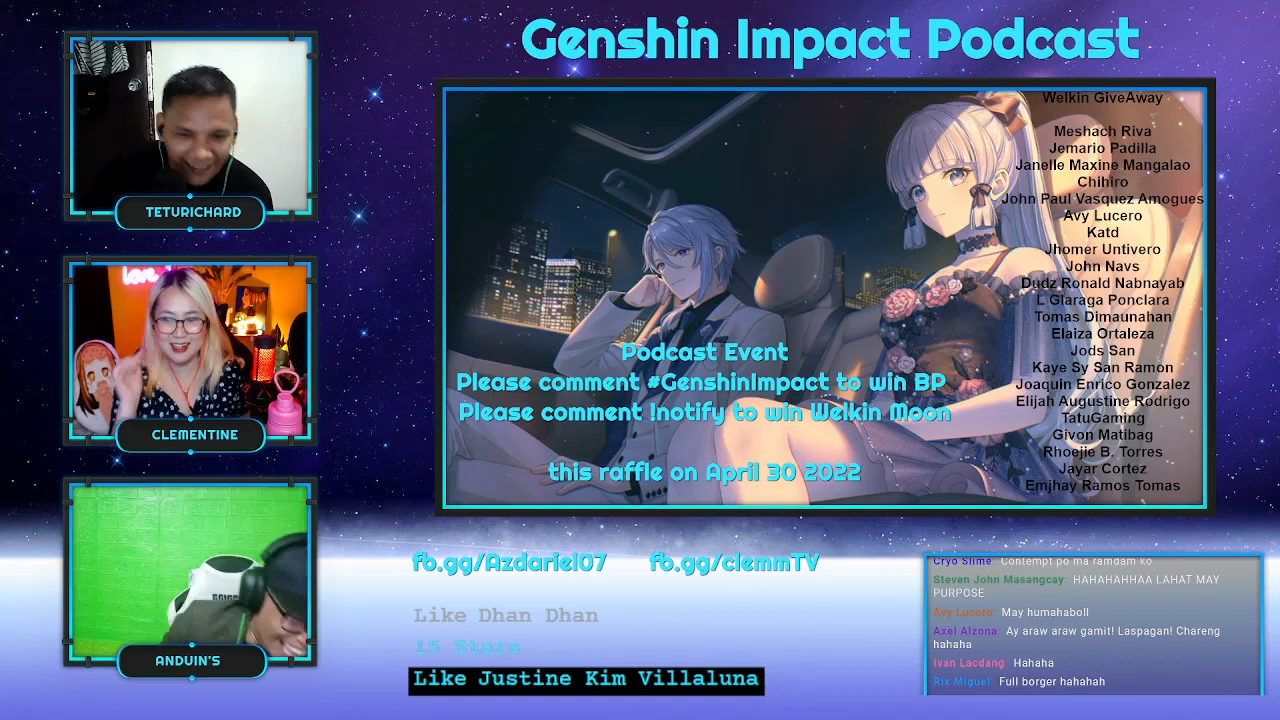 Genshin Impact Podcast
TETURICHARD
CLEMENTINE
ANDUIN'S
love
Welkin GiveAway
Meshach Riva
Jemario Padilla
Janelle Maxine Mangalao
Chihiro
John Paul Vasquez Amogues
Avy Lucero
Katd
Jhomer Untivero
John Navs
Dudz Ronald Nabnayab
L Glaraga Ponclara
Tomas Dimaunahan
Elaiza Ortaleza
Jods San
Kaye Sy San Ramon
Joaquin Enrico Gonzalez
Elijah Augustine Rodrigo
TatuGaming
Givon Matibag
Rhoejie B. Torres
Jayar Cortez
Emjhay Ramos Tomas
Podcast Event
Please comment #GenshinImpact to win BP
Please comment !notify to win Welkin Moon
this raffle on April 30 2022
fb.gg/Azdariel07 fb.gg/clemmTV
Like Dhan Dhan
15 Stars
Like Justine Kim Villaluna
Cryo Slime: Contempt po ma ramdam ko
Steven John Masangcay: HAHAHAHHAA LAHAT MAY
PURPOSE
Avy Lucero: May humahaboll
Axel Alzona: Ay araw araw gamit! Laspagan! Chareng
hahaha
Ivan Lacdang: Hahaha
Rix Miguel: Full borger hahahah